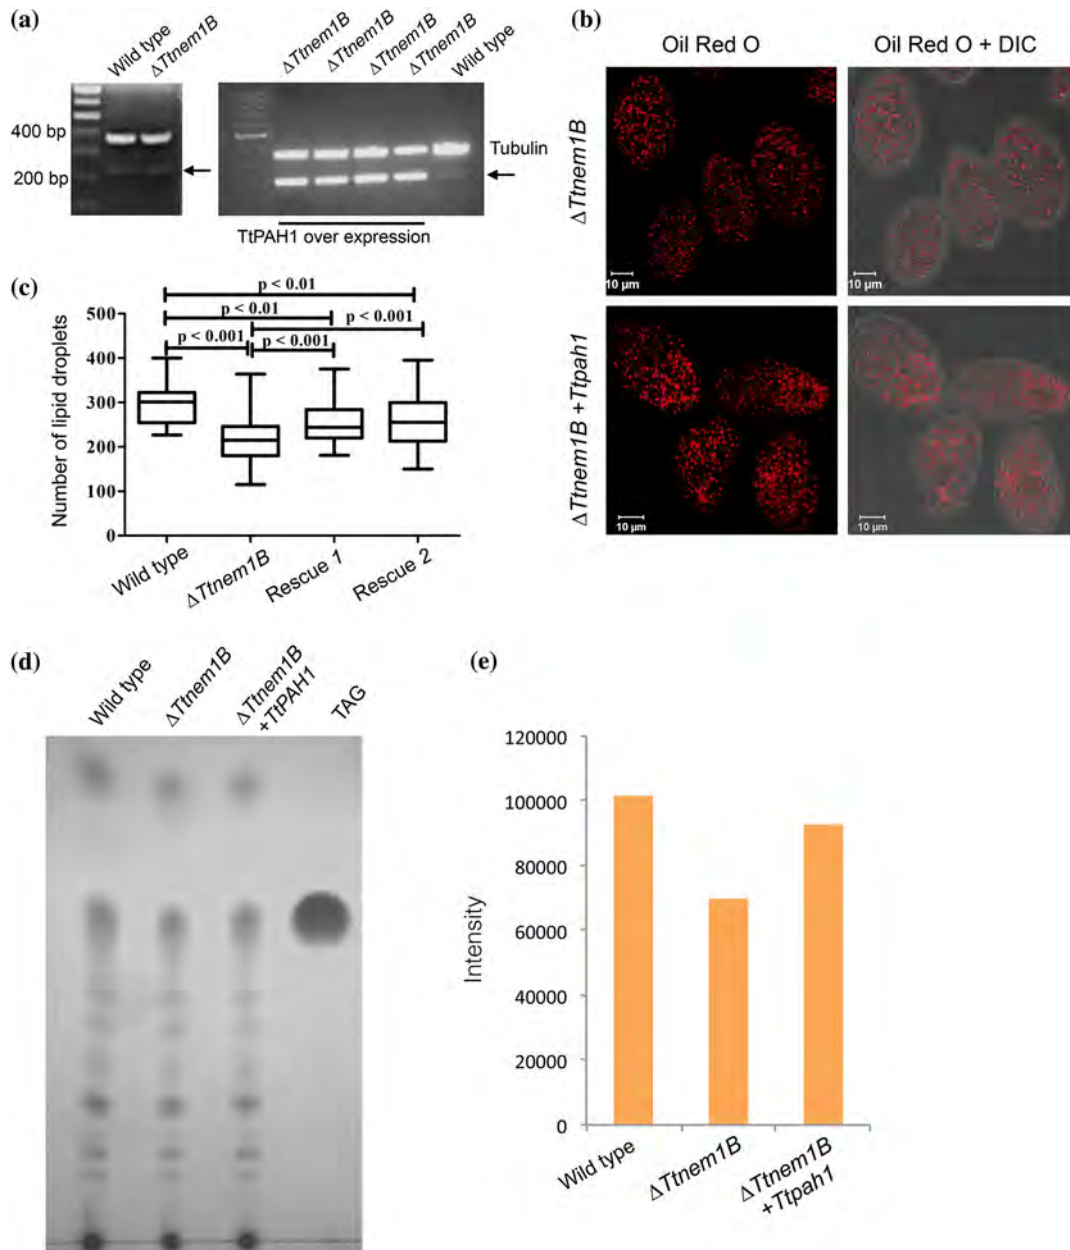 (a)
Wild type
ΔTtnem1B
ΔTtnem1B
ΔTtnem1B
ΔTtnem1B
ΔTtnem1B
Wild type
400 bp
200 bp
Tubulin
TtPAH1 over expression
(b)
Oil Red O
Oil Red O + DIC
ΔTtnem1B
10 µm
10 µm
ΔTtnem1B +Ttpah1
10 µm
10 µm
(c)
p < 0.01
p < 0.01
p < 0.001
p < 0.001
p < 0.001
Number of lipid droplets
500
400
300
200
100
0
Wild type
ΔTtnem1B
Rescue 1
Rescue 2
(d)
Wild type
ΔTtnem1B
ΔTtnem1B
+TtPAH1
TAG
(e)
Intensity
120000
100000
80000
60000
40000
20000
0
Wild type
ΔTtnem1B
ΔTtnem1B
+Ttpah1